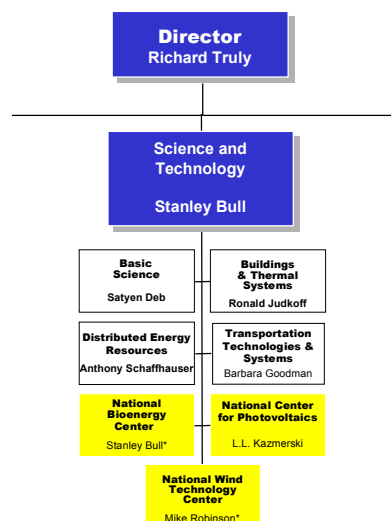 Director
Richard Truly
Science and
Technology
Stanley Bull
Basic
Science
Satyen Deb
Buildings
& Thermal
Systems
Ronald Judkoff
Distributed Energy
Resources
Anthony Schaffhauser
Transportation
Technologies &
Systems
Barbara Goodman
National
Bioenergy
Center
Stanley Bull*
National Center
for Photovoltaics
L.L. Kazmerski
National Wind
Technology
Center
Mike Robinson*